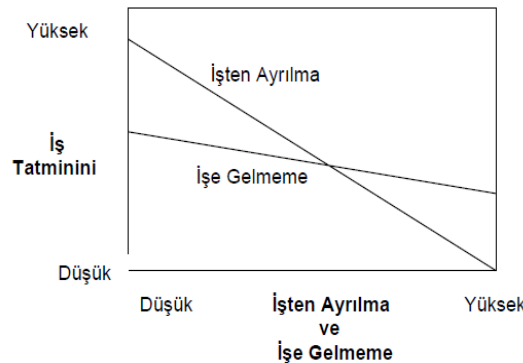 Yüksek
İşten Ayrılma
İş
Tatminini
İşe Gelmeme
Düşük
Düşük
İşten Ayrılma
ve
İşe Gelmeme
Yüksek